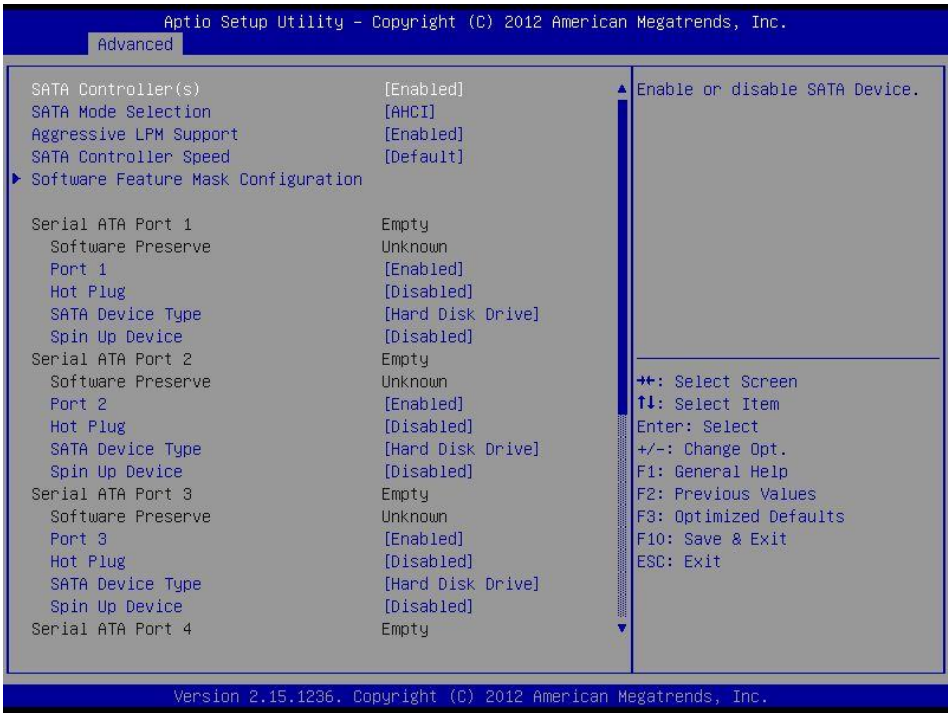 Aptio Setup Utility – Copyright (C) 2012 American Megatrends, Inc.
Advanced
SATA Controller(s) [Enabled]
SATA Mode Selection [AHCI]
Aggressive LPM Support [Enabled]
SATA Controller Speed [Default]
Software Feature Mask Configuration
Serial ATA Port 1 Empty
Software Preserve Unknown
Port 1 [Enabled]
Hot Plug [Disabled]
SATA Device Type [Hard Disk Drive]
Spin Up Device [Disabled]
Serial ATA Port 2 Empty
Software Preserve Unknown
Port 2 [Enabled]
Hot Plug [Disabled]
SATA Device Type [Hard Disk Drive]
Spin Up Device [Disabled]
Serial ATA Port 3 Empty
Software Preserve Unknown
Port 3 [Enabled]
Hot Plug [Disabled]
SATA Device Type [Hard Disk Drive]
Spin Up Device [Disabled]
Serial ATA Port 4 Empty
Enable or disable SATA Device.
→←: Select Screen
↑↓: Select Item
Enter: Select
+/-: Change Opt.
F1: General Help
F2: Previous Values
F3: Optimized Defaults
F10: Save & Exit
ESC: Exit
Version 2.15.1236. Copyright (C) 2012 American Megatrends, Inc.